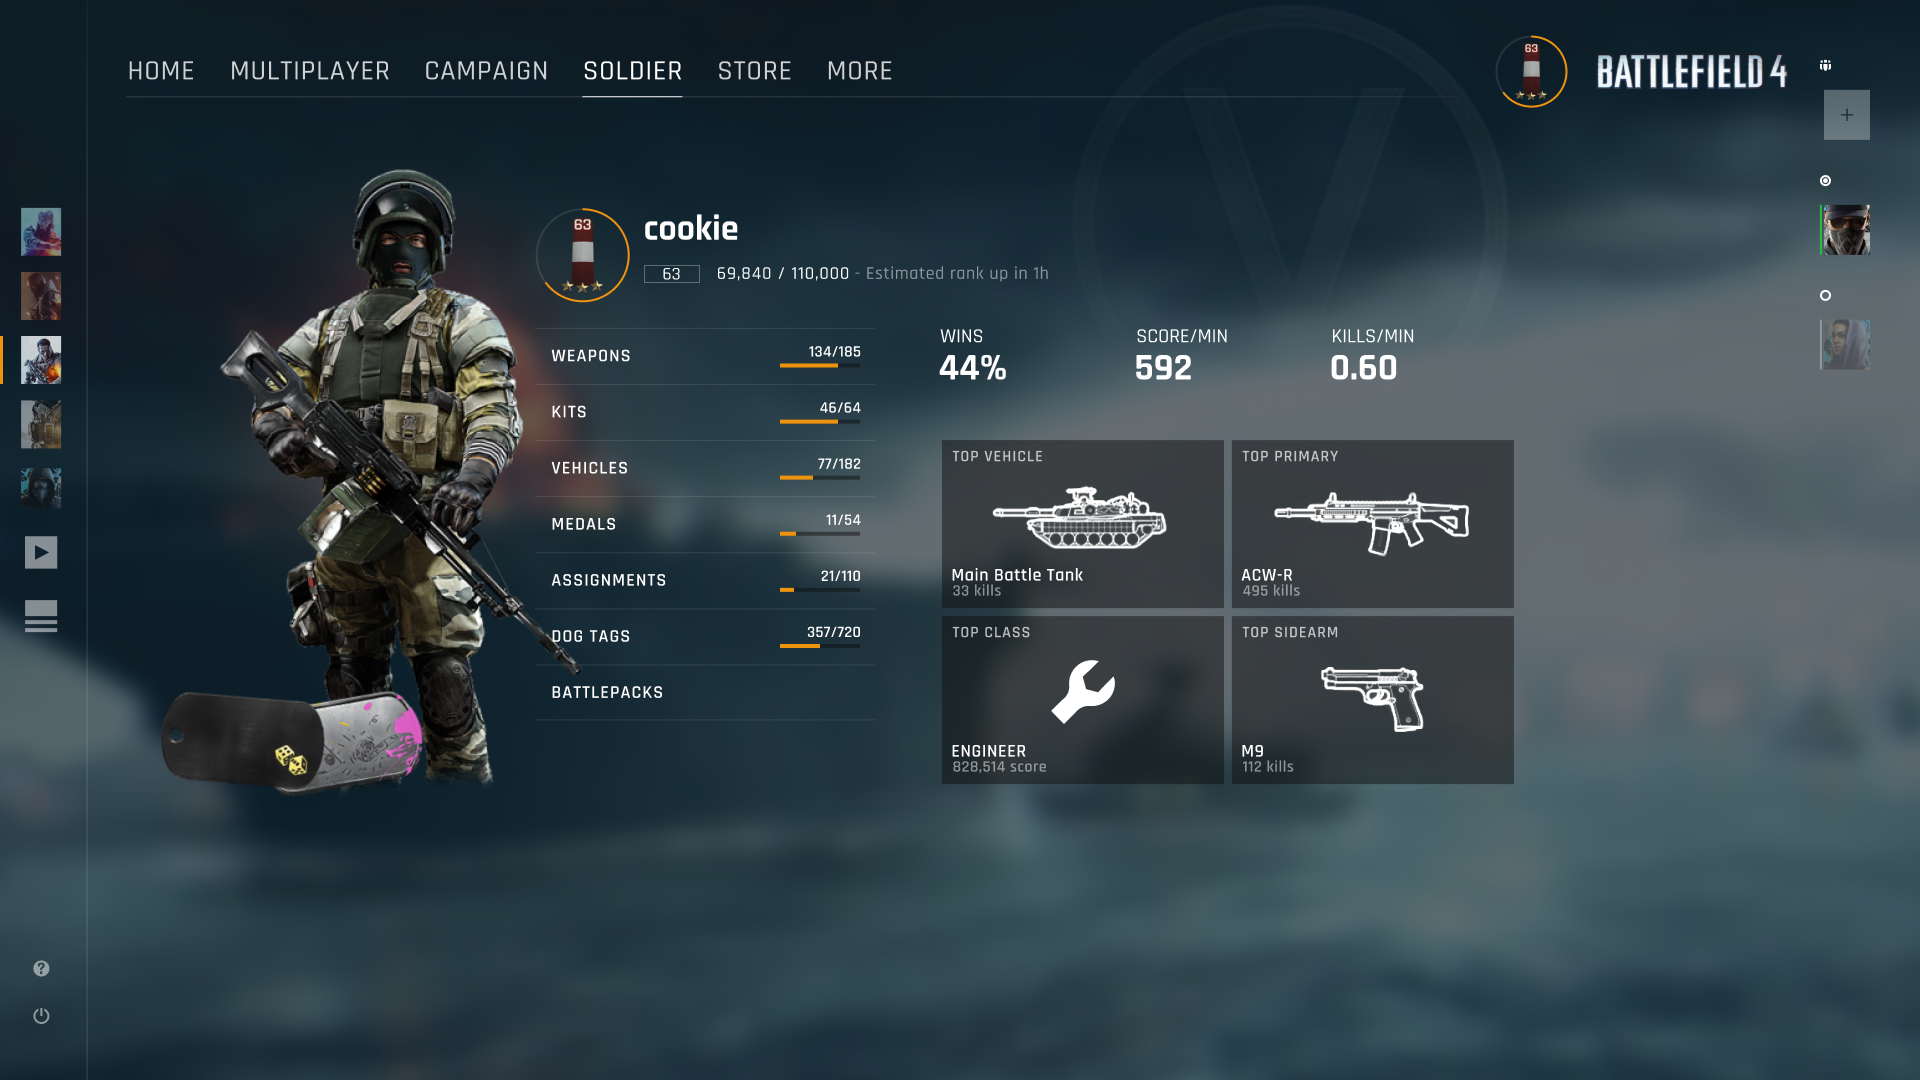 HOME MULTIPLAYER CAMPAIGN SOLDIER STORE MORE
63
BATTLEFIELD 4
63
cookie
63 69,840 / 110,000 - Estimated rank up in 1h
WEAPONS 134/185
KITS 46/64
VEHICLES 77/182
MEDALS 11/54
ASSIGNMENTS 21/110
DOG TAGS 357/720
BATTLEPACKS
WINS SCORE/MIN KILLS/MIN
44% 592 0.60
TOP VEHICLE
Main Battle Tank
33 kills
TOP PRIMARY
ACW-R
495 kills
TOP CLASS
ENGINEER
828,514 score
TOP SIDEARM
M9
112 kills